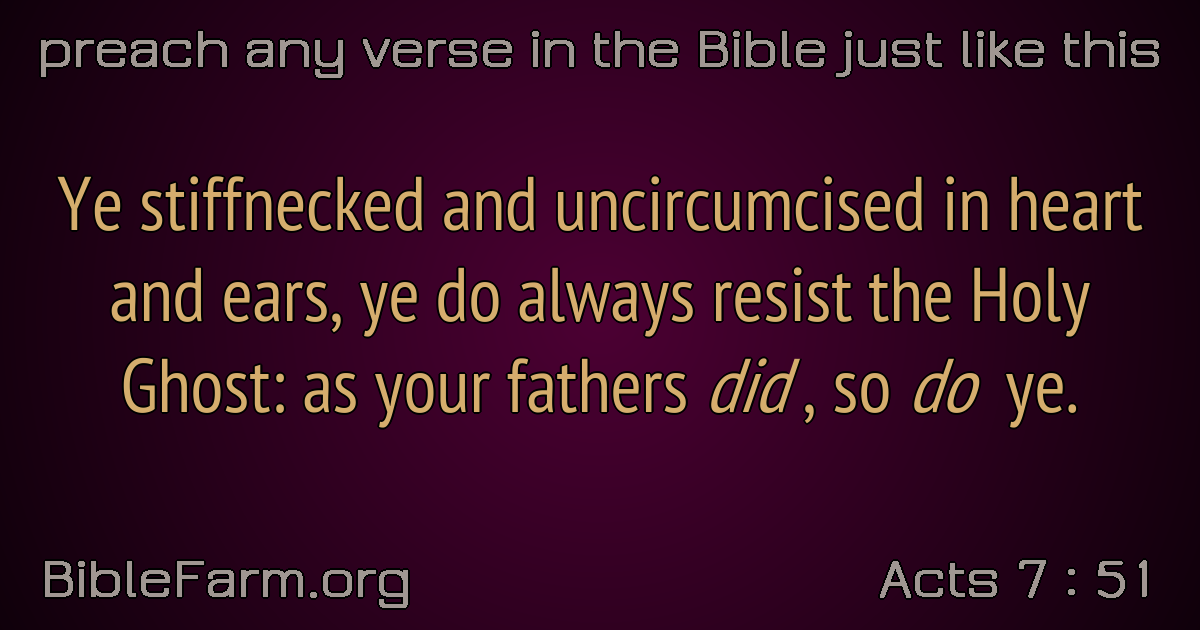 preach any verse in the Bible just like this
Ye stiffnecked and uncircumcised in heart
and ears, ye do always resist the Holy
Ghost: as your fathers did , so do ye.
BibleFarm.org
Acts 7 : 51